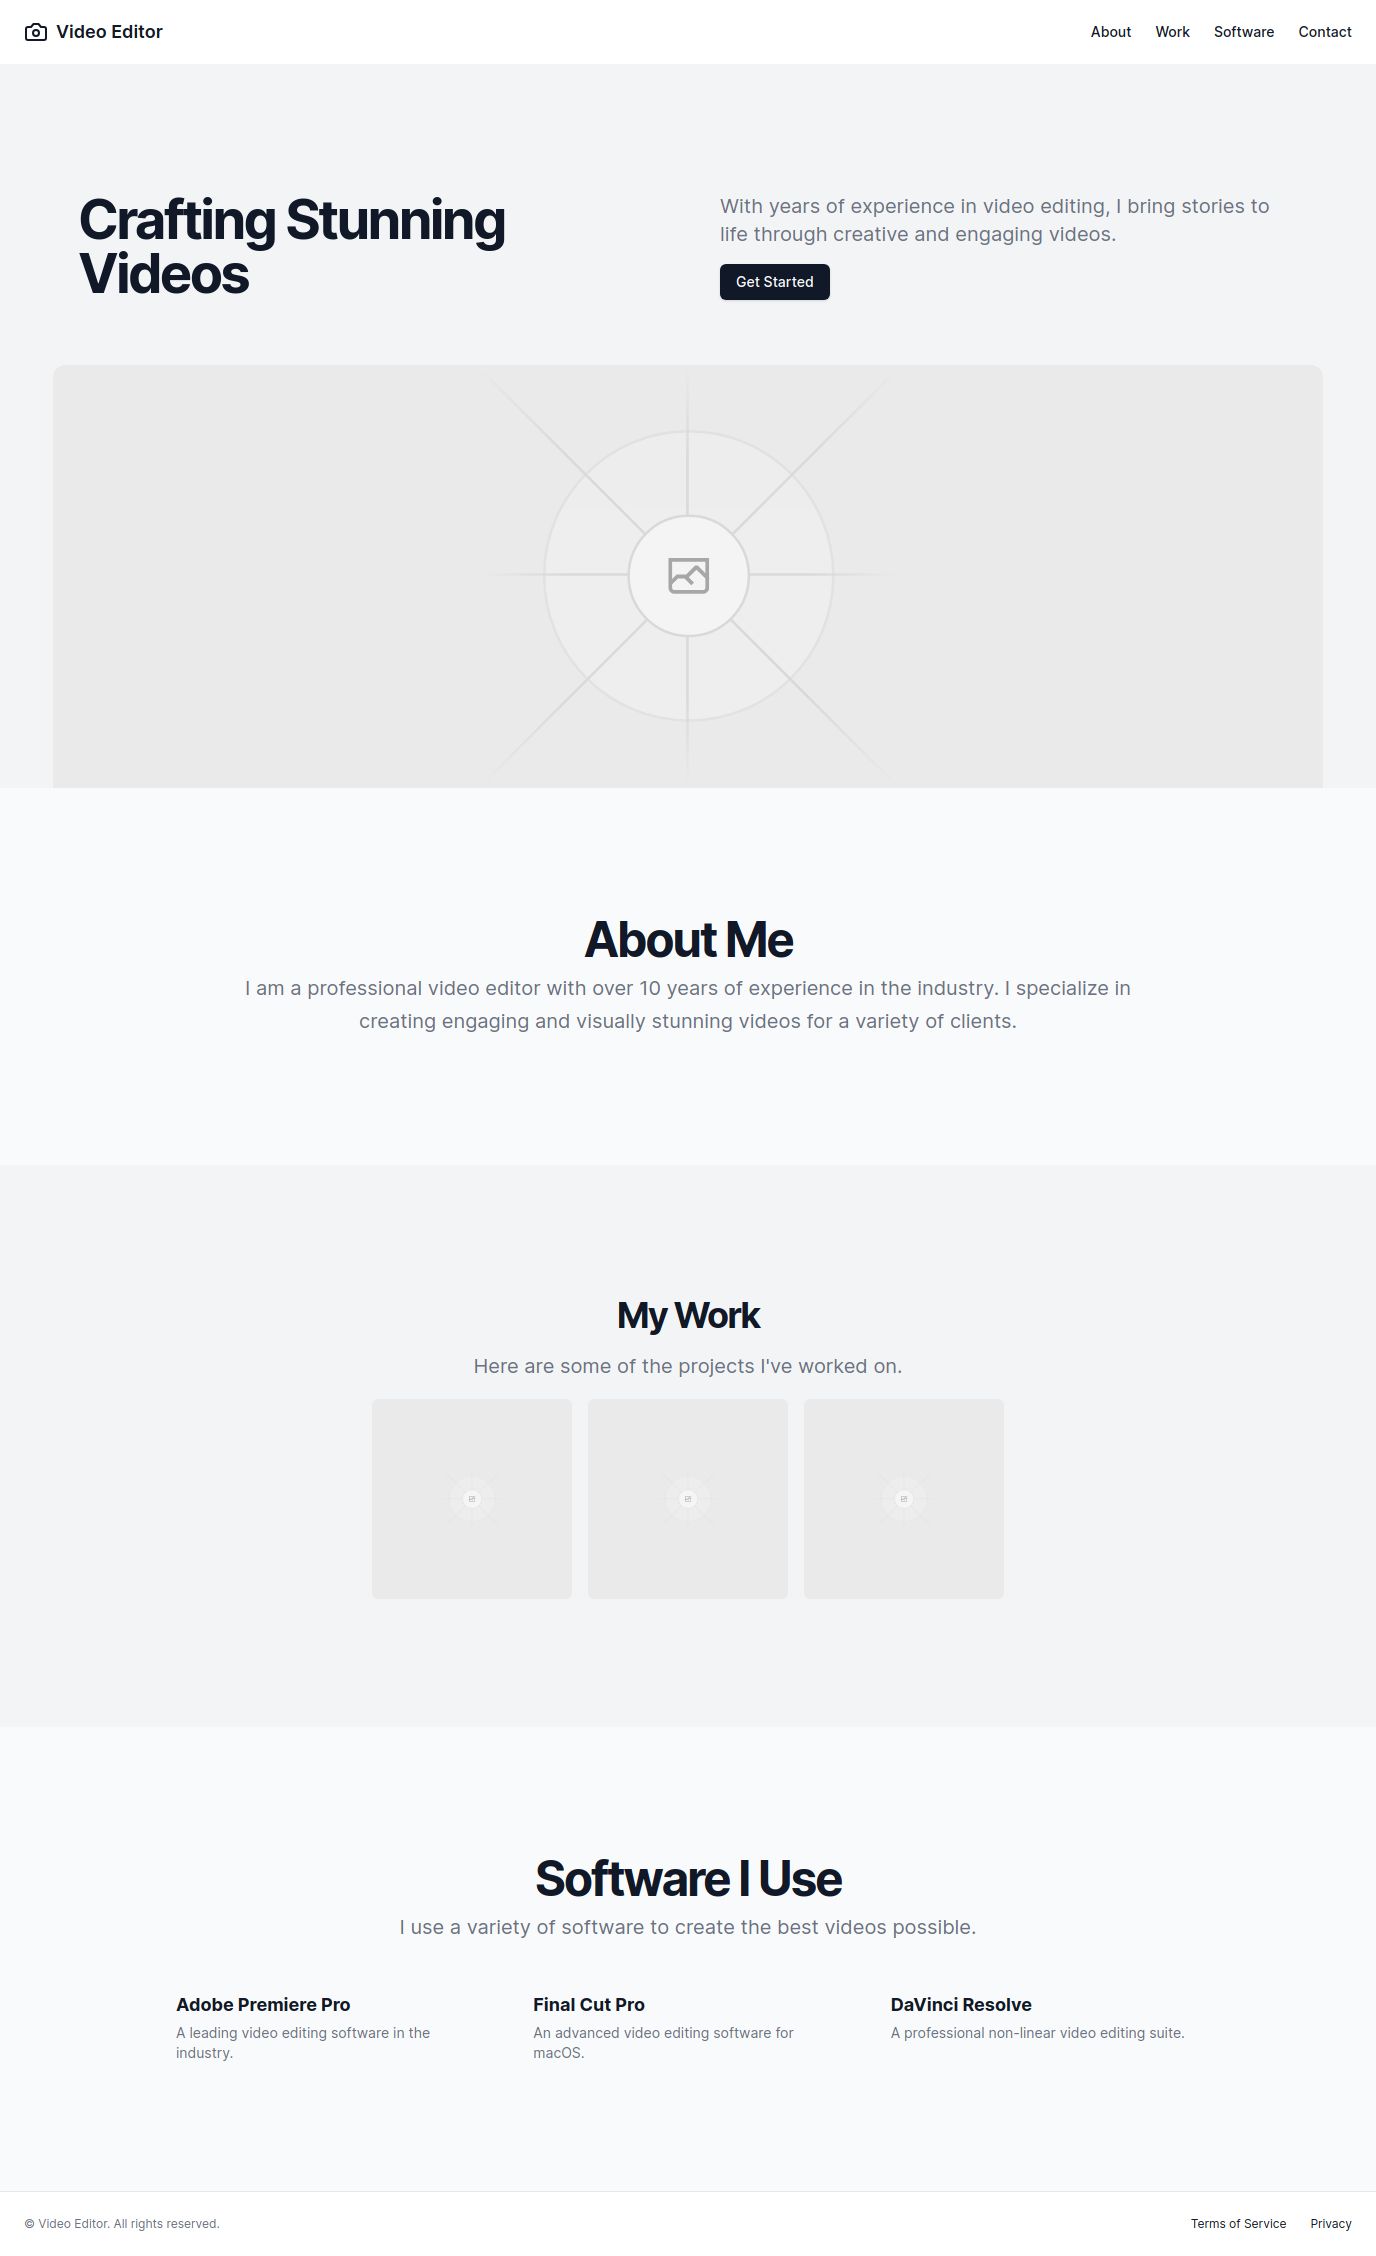 Video Editor
About Work Software Contact
Crafting Stunning
Videos
With years of experience in video editing, I bring stories to
life through creative and engaging videos.
Get Started
About Me
I am a professional video editor with over 10 years of experience in the industry. I specialize in
creating engaging and visually stunning videos for a variety of clients.
My Work
Here are some of the projects I've worked on.
Software I Use
I use a variety of software to create the best videos possible.
Adobe Premiere Pro
A leading video editing software in the
industry.
Final Cut Pro
An advanced video editing software for
macOS.
DaVinci Resolve
A professional non-linear video editing suite.
© Video Editor. All rights reserved.
Terms of Service Privacy